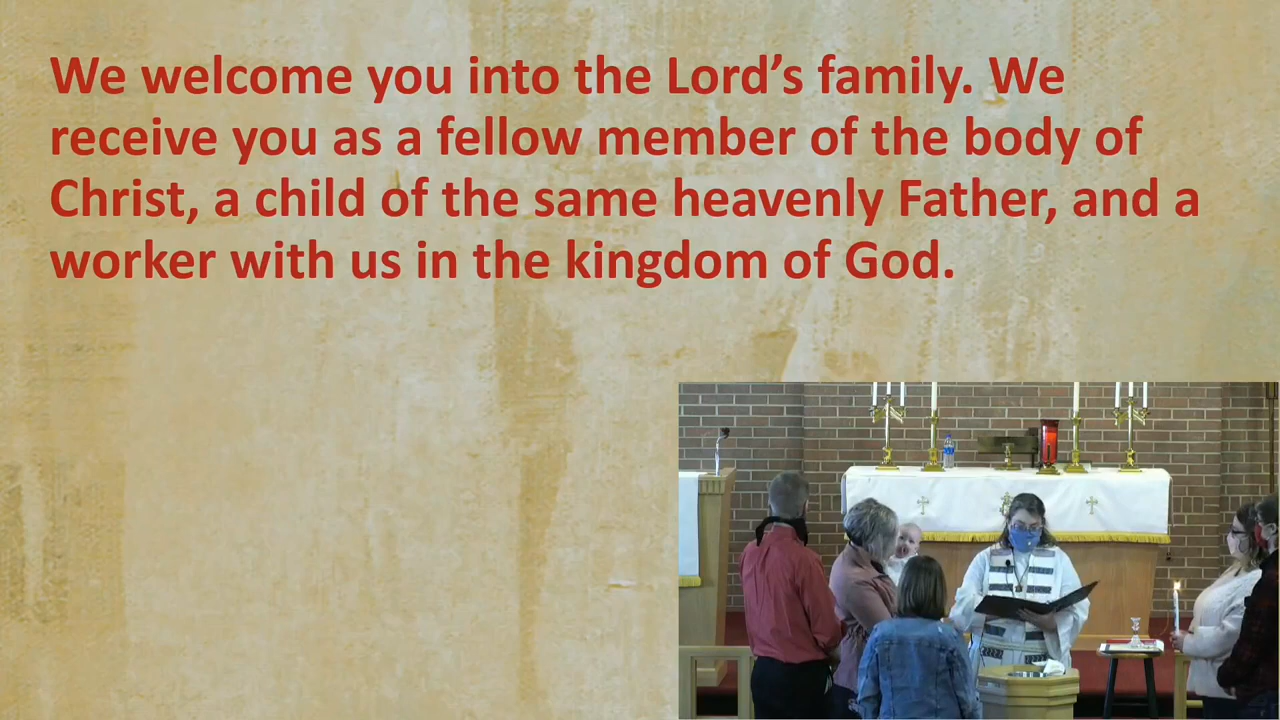 We welcome you into the Lord’s family. We
receive you as a fellow member of the body of
Christ, a child of the same heavenly Father, and a
worker with us in the kingdom of God.